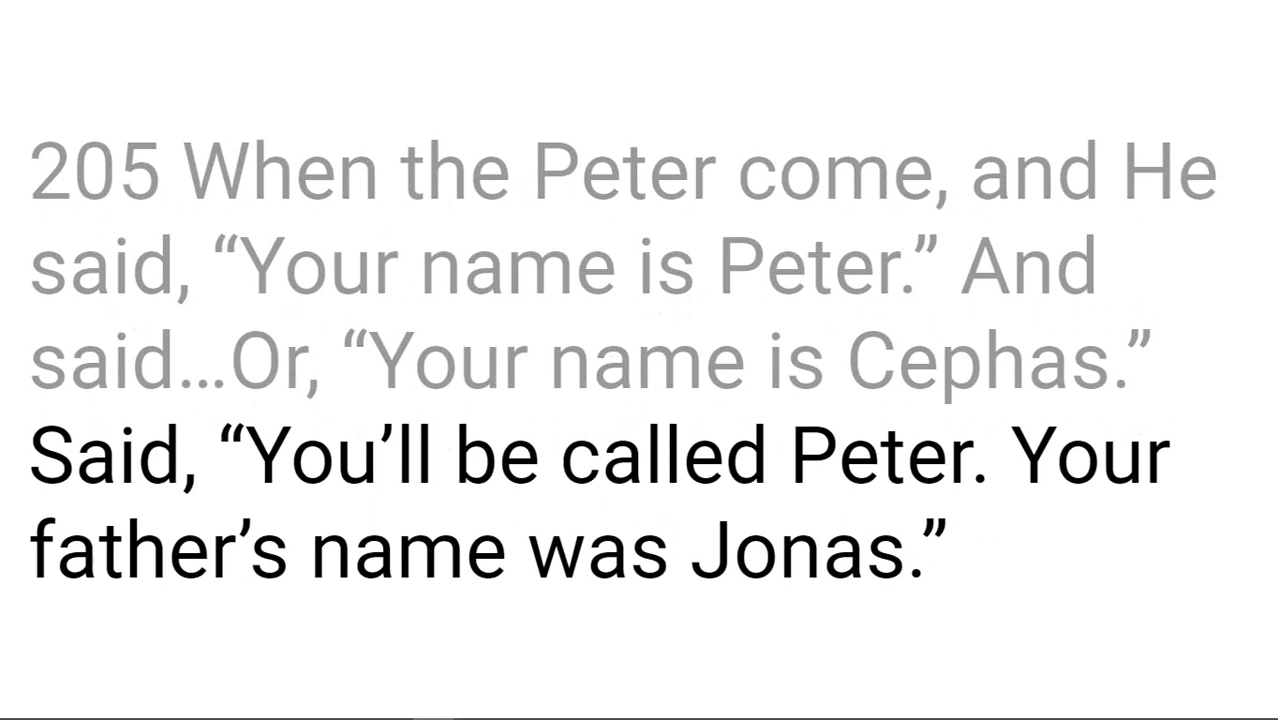 205 When the Peter come, and He
said, “Your name is Peter.” And
said…Or, “Your name is Cephas.”
Said, “You’ll be called Peter. Your
father’s name was Jonas.”